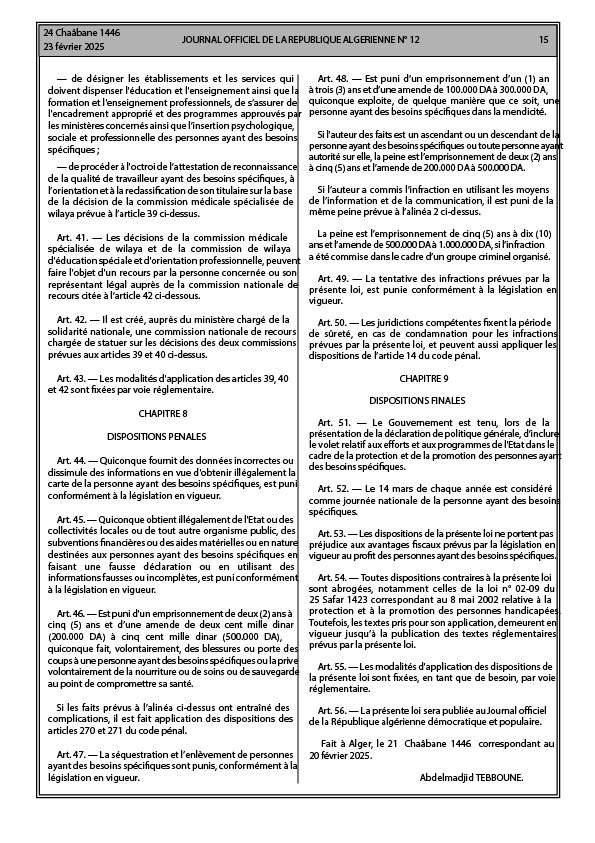 24 Chaâbane 1446
23 février 2025
JOURNAL OFFICIEL DE LA REPUBLIQUE ALGERIENNE N° 12
15
— de désigner les établissements et les services qui
doivent dispenser l'éducation et l'enseignement ainsi que la
formation et l'enseignement professionnels, de s’assurer de
l'encadrement approprié et des programmes approuvés par
les ministères concernés ainsi que l’insertion psychologique,
sociale et professionnelle des personnes ayant des besoins
spécifiques ;
— de procéder à l'octroi de l’attestation de reconnaissance
de la qualité de travailleur ayant des besoins spécifiques, à
l’orientation et à la reclassification de son titulaire sur la base
de la décision de la commission médicale spécialisée de
wilaya prévue à l’article 39 ci-dessus.
Art. 41. — Les décisions de la commission médicale
spécialisée de wilaya et de la commission de wilaya
d'éducation spéciale et d'orientation professionnelle, peuvent
faire l'objet d'un recours par la personne concernée ou son
représentant légal auprès de la commission nationale de
recours citée à l’article 42 ci-dessous.
Art. 42. — Il est créé, auprès du ministère chargé de la
solidarité nationale, une commission nationale de recours
chargée de statuer sur les décisions des deux commissions
prévues aux articles 39 et 40 ci-dessus.
Art. 43. — Les modalités d'application des articles 39, 40
et 42 sont fixées par voie réglementaire.
CHAPITRE 8
DISPOSITIONS PENALES
Art. 44. — Quiconque fournit des données incorrectes ou
dissimule des informations en vue d'obtenir illégalement la
carte de la personne ayant des besoins spécifiques, est puni
conformément à la législation en vigueur.
Art. 45. — Quiconque obtient illégalement de l'Etat ou des
collectivités locales ou de tout autre organisme public, des
subventions financières ou des aides matérielles ou en nature
destinées aux personnes ayant des besoins spécifiques en
faisant une fausse déclaration ou en utilisant des
informations fausses ou incomplètes, est puni conformément
à la législation en vigueur.
Art. 46. — Est puni d'un emprisonnement de deux (2) ans à
cinq (5) ans et d’une amende de deux cent mille dinar
(200.000 DA) à cinq cent mille dinar (500.000 DA),
quiconque fait, volontairement, des blessures ou porte des
coups à une personne ayant des besoins spécifiques ou la prive
volontairement de la nourriture ou de soins ou de sauvegarde
au point de compromettre sa santé.
Si les faits prévus à l’alinéa ci-dessus ont entraîné des
complications, il est fait application des dispositions des
articles 270 et 271 du code pénal.
Art. 47. — La séquestration et l’enlèvement de personnes
ayant des besoins spécifiques sont punis, conformément à la
législation en vigueur.
Art. 48. — Est puni d’un emprisonnement d’un (1) an
à trois (3) ans et d’une amende de 100.000 DA à 300.000 DA,
quiconque exploite, de quelque manière que ce soit, une
personne ayant des besoins spécifiques dans la mendicité.
Si l'auteur des faits est un ascendant ou un descendant de la
personne ayant des besoins spécifiques ou toute personne ayant
autorité sur elle, la peine est l’emprisonnement de deux (2) ans
à cinq (5) ans et l’amende de 200.000 DA à 500.000 DA.
Si l’auteur a commis l’infraction en utilisant les moyens
de l’information et de la communication, il est puni de la
même peine prévue à l’alinéa 2 ci-dessus.
La peine est l’emprisonnement de cinq (5) ans à dix (10)
ans et l’amende de 500.000 DA à 1.000.000 DA, si l’infraction
a été commise dans le cadre d’un groupe criminel organisé.
Art. 49. — La tentative des infractions prévues par la
présente loi, est punie conformément à la législation en
vigueur.
Art. 50. — Les juridictions compétentes fixent la période
de sûreté, en cas de condamnation pour les infractions
prévues par la présente loi, et peuvent aussi appliquer les
dispositions de l’article 14 du code pénal.
CHAPITRE 9
DISPOSITIONS FINALES
Art. 51. — Le Gouvernement est tenu, lors de la
présentation de la déclaration de politique générale, d’inclure
le volet relatif aux efforts et aux programmes de l'Etat dans le
cadre de la protection et de la promotion des personnes ayant
des besoins spécifiques.
Art. 52. — Le 14 mars de chaque année est considéré
comme journée nationale de la personne ayant des besoins
spécifiques.
Art. 53. — Les dispositions de la présente loi ne portent pas
préjudice aux avantages fiscaux prévus par la législation en
vigueur au profit des personnes ayant des besoins spécifiques.
Art. 54. — Toutes dispositions contraires à la présente loi
sont abrogées, notamment celles de la loi n° 02-09 du
25 Safar 1423 correspondant au 8 mai 2002 relative à la
protection et à la promotion des personnes handicapées.
Toutefois, les textes pris pour son application, demeurent en
vigueur jusqu’à la publication des textes réglementaires
prévus par la présente loi.
Art. 55. — Les modalités d'application des dispositions de
la présente loi sont fixées, en tant que de besoin, par voie
réglementaire.
Art. 56. — La présente loi sera publiée au Journal officiel
de la République algérienne démocratique et populaire.
Fait à Alger, le 21 Chaâbane 1446 correspondant au
20 février 2025.
Abdelmadjid TEBBOUNE.